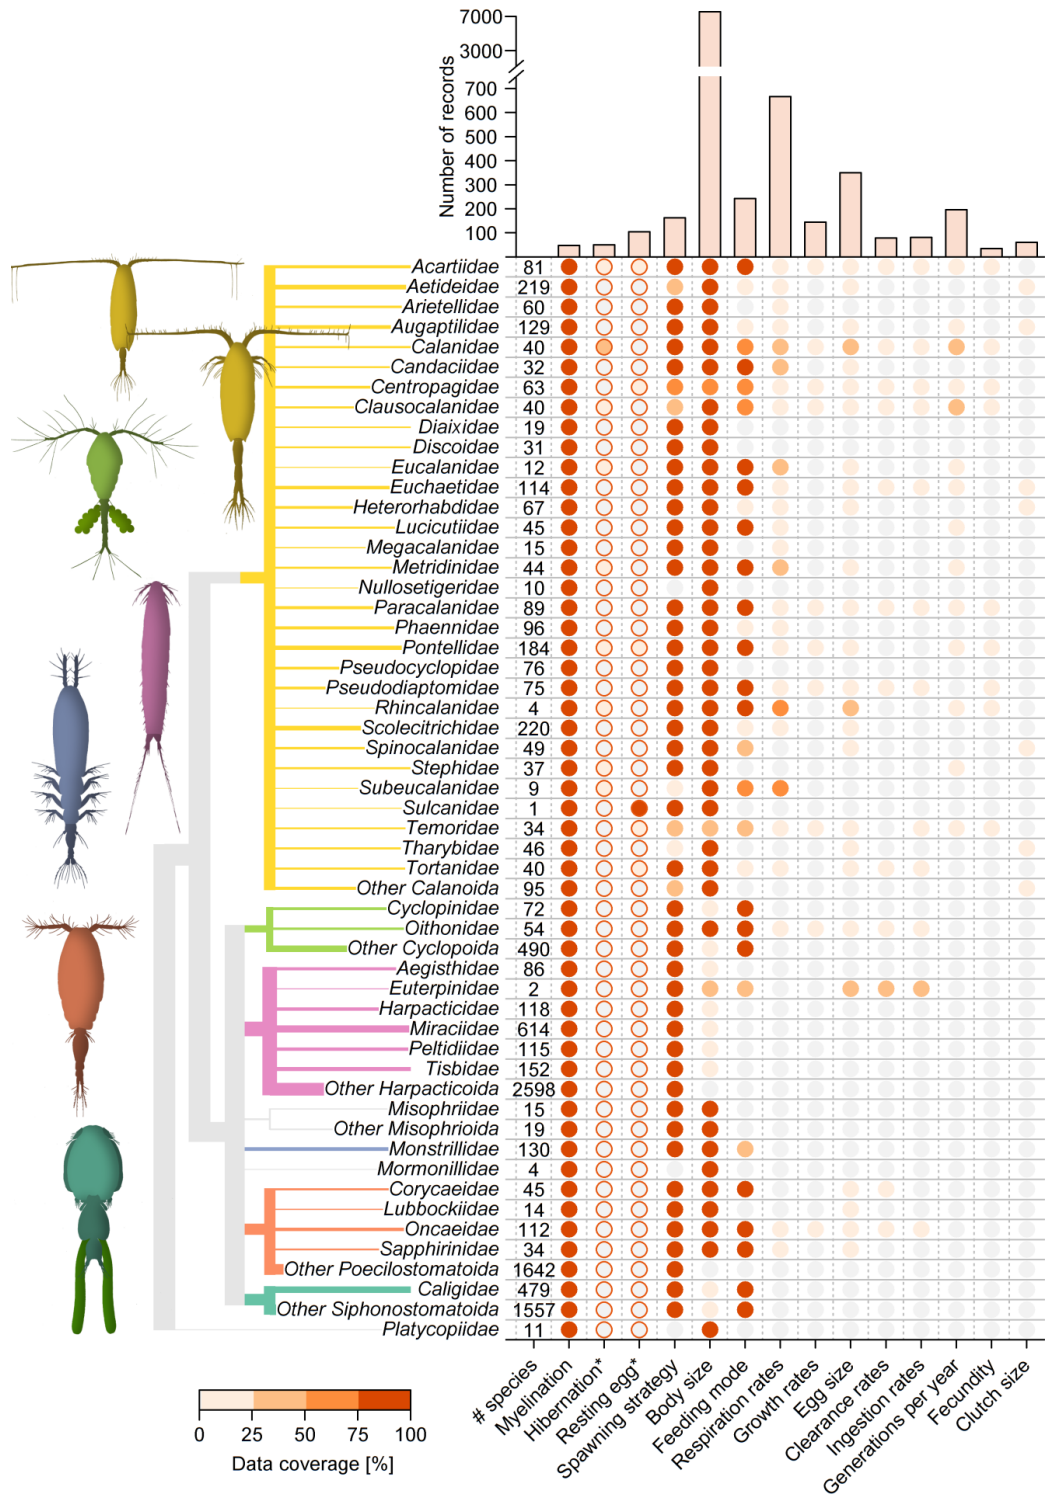 Number of records
7000
3000
700
600
500
400
300
200
100
Acartiidae 81
Aetideidae 219
Arietellidae 60
Augaptilidae 129
Calanidae 40
Candaciidae 32
Centropagidae 63
Clausocalanidae 40
Diaixidae 19
Discoidae 31
Eucalanidae 12
Euchaetidae 114
Heterorhabdidae 67
Lucicutiidae 45
Megacalanidae 15
Metridinidae 44
Nullosetigeridae 10
Paracalanidae 89
Phaennidae 96
Pontellidae 184
Pseudocyclopidae 76
Pseudodiaptomidae 75
Rhincalanidae 4
Scolecitrichidae 220
Spinocalanidae 49
Stephidae 37
Subeucalanidae 9
Sulcanidae 1
Temoridae 34
Tharybidae 46
Tortanidae 40
Other Calanoida 95
Cyclopinidae 72
Oithonidae 54
Other Cyclopoida 490
Aegisthidae 86
Euterpinidae 2
Harpacticidae 118
Miraciidae 614
Peltidiidae 115
Tisbidae 152
Other Harpacticoida 2598
Misophriidae 15
Other Misophrioida 19
Monstrillidae 130
Mormonillidae 4
Corycaeidae 45
Lubbockiidae 14
Oncaeidae 112
Sapphirinidae 34
Other Poecilostomatoida 1642
Caligidae 479
Other Siphonostomatoida 1557
Platycopiidae 11
# species
Myelination
Hibernation*
Resting egg*
Spawning strategy
Body size
Feeding mode
Respiration rates
Growth rates
Egg size
Clearance rates
Ingestion rates
Generations per year
Fecundity
Clutch size
0 25 50 75 100
Data coverage [%]